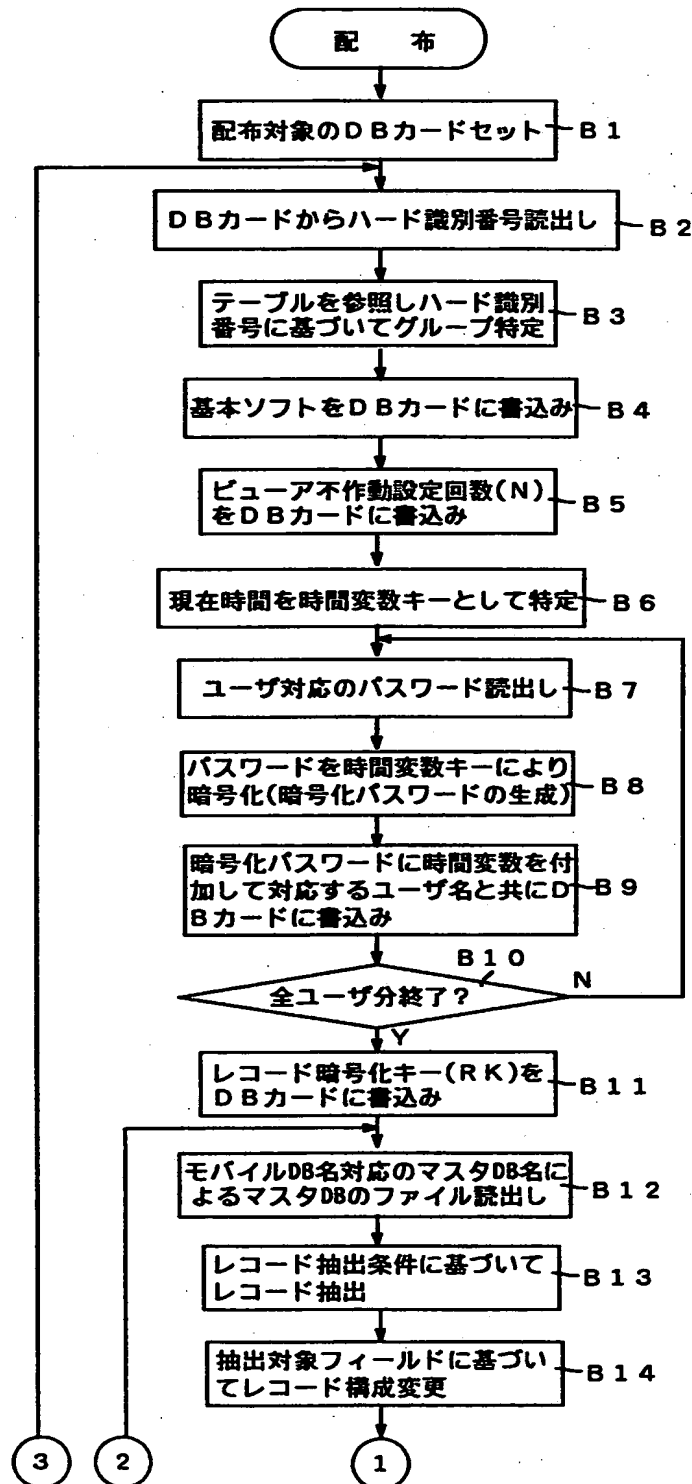 配 布
配布対象のDBカードセット
B1
DBカードからハード識別番号読出し
B2
テーブルを参照しハード識別
番号に基づいてグループ特定
B3
基本ソフトをDBカードに書込み
B4
ビューア不作動設定回数(N)
をDBカードに書込み
B5
現在時間を時間変数キーとして特定
B6
ユーザ対応のパスワード読出し
B7
パスワードを時間変数キーにより
暗号化(暗号化パスワードの生成)
B8
暗号化パスワードに時間変数を付
加して対応するユーザ名と共にD
Bカードに書込み
B9
B10
全ユーザ分終了?
N
Y
レコード暗号化キー(RK)を
DBカードに書込み
B11
モバイルDB名対応のマスタDB名に
よるマスタDBのファイル読出し
B12
レコード抽出条件に基づいて
レコード抽出
B13
抽出対象フィールドに基づい
てレコード構成変更
B14
3
2
1